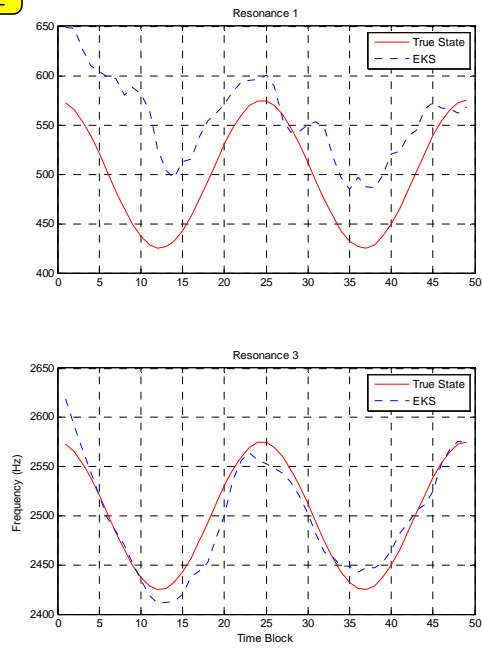 Resonance 1
650
600
550
500
450
400
0 5 10 15 20 25 30 35 40 45 50
True State
EKS
Resonance 3
2650
2600
2550
2500
2450
2400
Frequency (Hz)
0 5 10 15 20 25 30 35 40 45 50
Time Block
True State
EKS